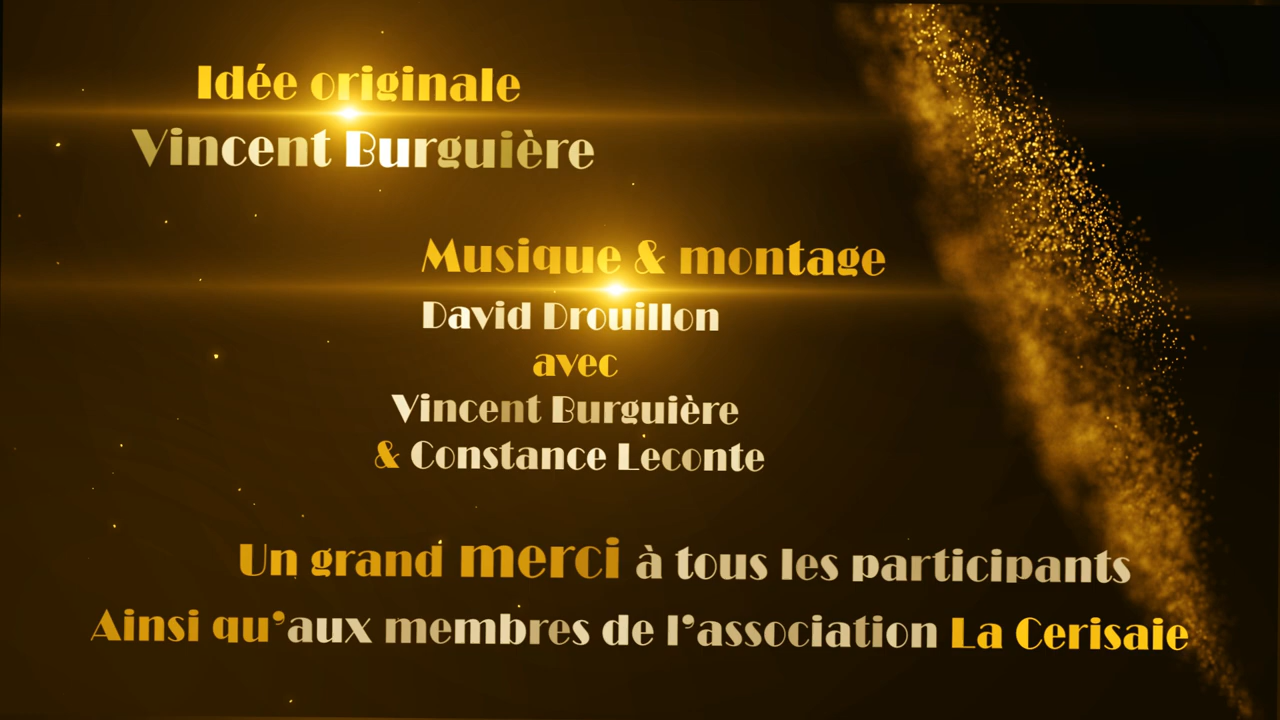 Idée originale
Vincent Burguière
Musique & montage
David Drouillon
avec
Vincent Burguière
& Constance Leconte
Un grand merci à tous les participants
Ainsi qu'aux membres de l'association La Cerisaie